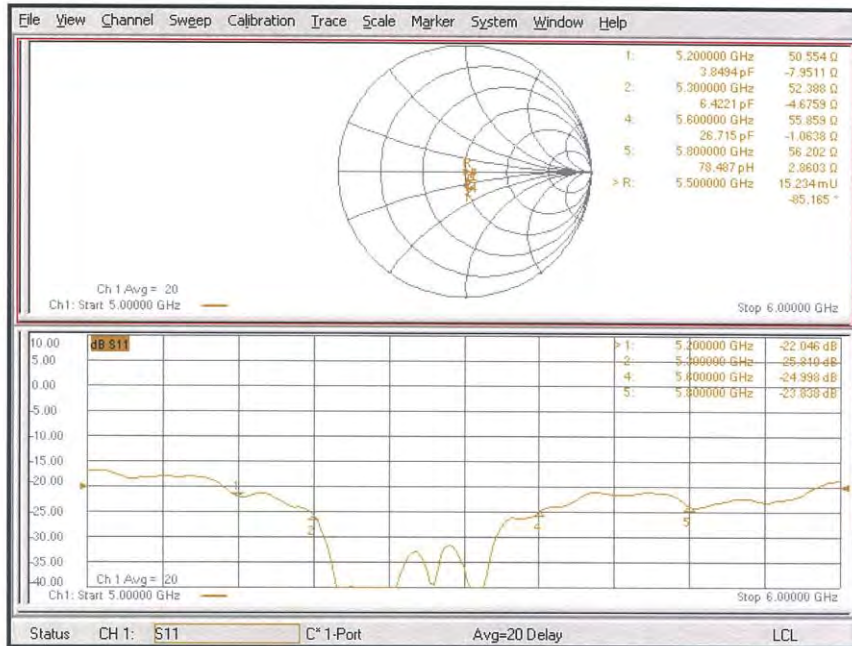 File View Channel Sweep Calibration Trace Scale Marker System Window Help
1: 5.200000 GHz 50.554 Ω
3.8494 pF -7.9511 Ω
2: 5.300000 GHz 52.388 Ω
6.4221 pF -4.6759 Ω
4: 5.600000 GHz 55.859 Ω
26.715 pF -1.0638 Ω
5: 5.800000 GHz 56.202 Ω
78.487 pH 2.8603 Ω
> R: 5.500000 GHz 15.234 mU
-85.165 °
Ch 1 Avg = 20
Ch1: Start 5.00000 GHz
Stop 6.00000 GHz
10.00
5.00
0.00
-5.00
-10.00
-15.00
-20.00
-25.00
-30.00
-35.00
-40.00
dB S11
> 1: 5.200000 GHz -22.046 dB
2: 5.300000 GHz -25.810 dB
4: 5.600000 GHz -24.998 dB
5: 5.800000 GHz -23.838 dB
1
2
4
5
Ch 1 Avg = 20
Ch1: Start 5.00000 GHz
Stop 6.00000 GHz
Status CH 1: S11 C* 1-Port Avg=20 Delay LCL